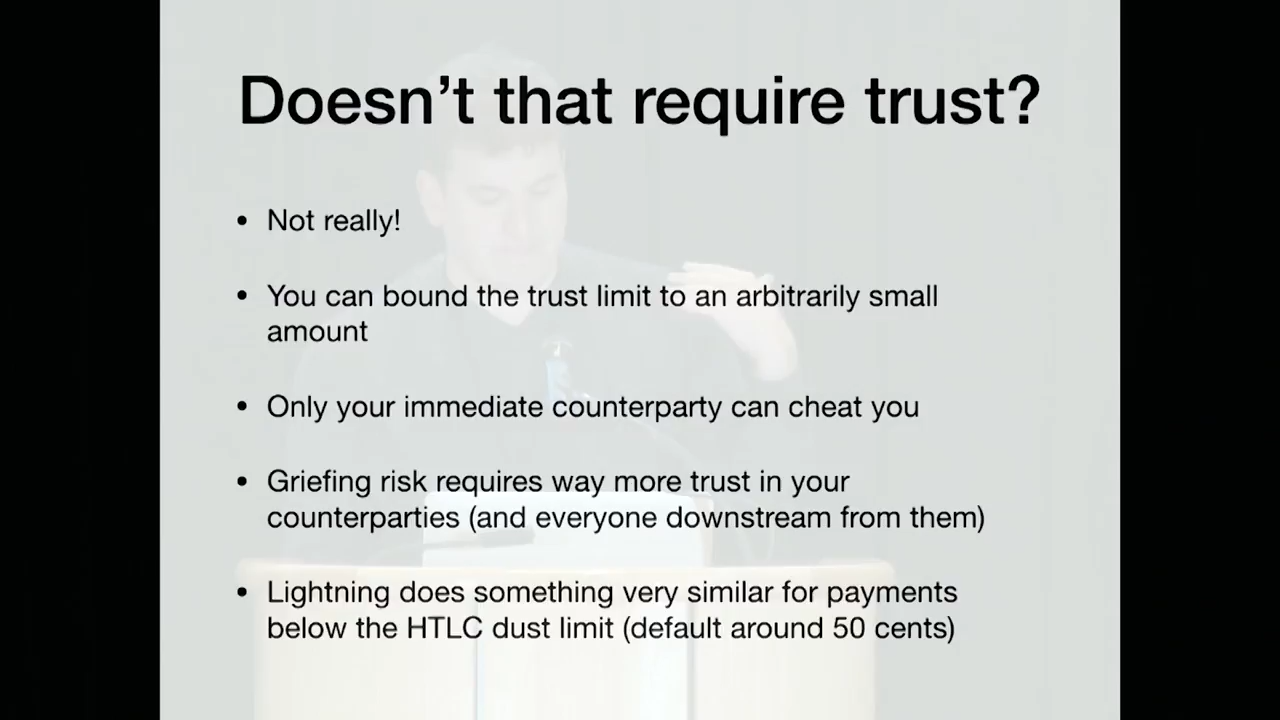 Doesn't that require trust?
• Not really!
• You can bound the trust limit to an arbitrarily small
amount
• Only your immediate counterparty can cheat you
• Griefing risk requires way more trust in your
counterparties (and everyone downstream from them)
• Lightning does something very similar for payments
below the HTLC dust limit (default around 50 cents)